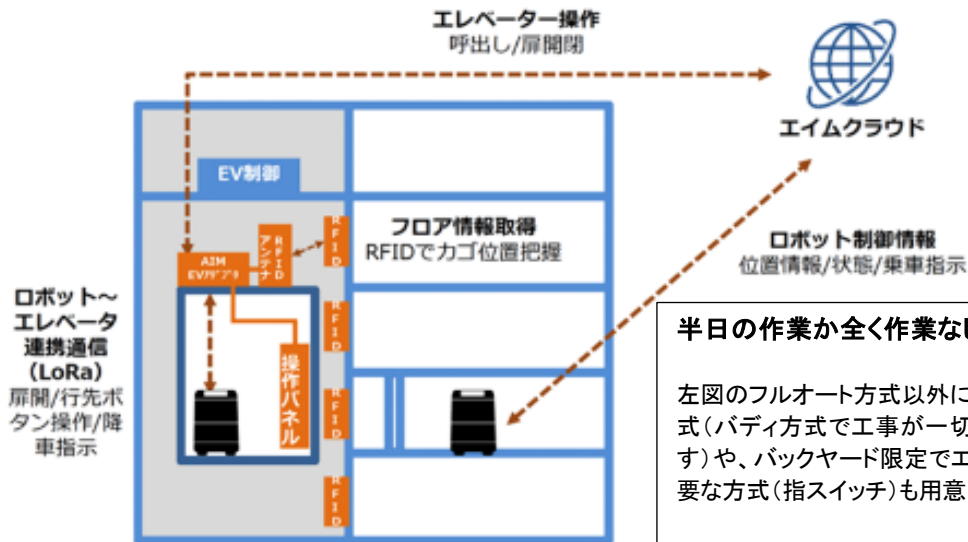 エレベーター操作
呼出し/扉開閉
エイムクラウド
EV制御
フロア情報取得
RFIDでカゴ位置把握
RFID
アンテナ
RFID
AIM
EVｱﾀﾞﾌﾟﾀ
ロボット制御情報
位置情報/状態/乗車指示
ロボット～
エレベータ
連携通信
(LoRa)
扉開/行先ボ
タン操作/降
車指示
操作パネル
RFID
RFID
RFID
半日の作業か全く作業な
左図のフルオート方式以外に
式(バディ方式で工事が一切
す)や、バックヤード限定でエ
要な方式(指スイッチ)も用意